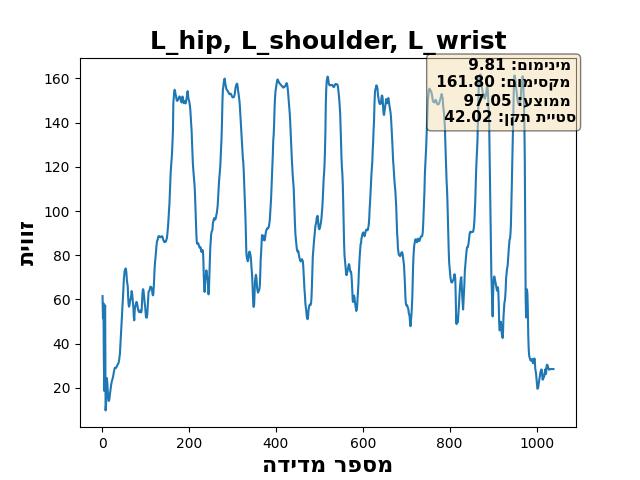 L_hip, L_shoulder, L_wrist
מינימום: 9.81
מקסימום: 161.80
ממוצע: 97.05
סטיית תקן: 42.02
160
140
120
100
80
60
40
20
זווית
0 200 400 600 800 1000
מספר מדידה